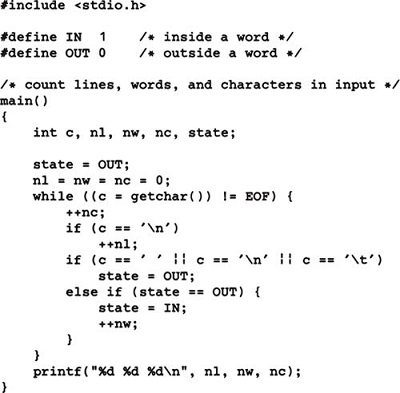 #include <stdio.h>

#define IN  1    /* inside a word */
#define OUT 0    /* outside a word */

/* count lines, words, and characters in input */
main()
{
    int c, nl, nw, nc, state;

    state = OUT;
    nl = nw = nc = 0;
    while ((c = getchar()) != EOF) {
        ++nc;
        if (c == '\n')
            ++nl;
        if (c == ' ' || c == '\n' || c == '\t')
            state = OUT;
        else if (state == OUT) {
            state = IN;
            ++nw;
        }
    }
    printf("%d %d %d\n", nl, nw, nc);
}